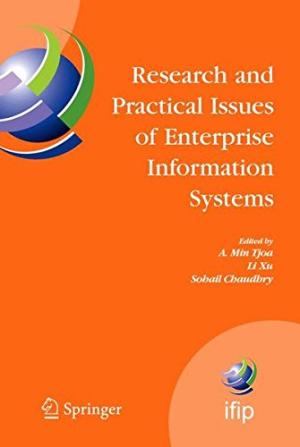 Research and
Practical Issues
of Enterprise
Information
Systems
Edited by
A. Min Tjoa
Li Xu
Sohail Chaudhry
Springer
ifip